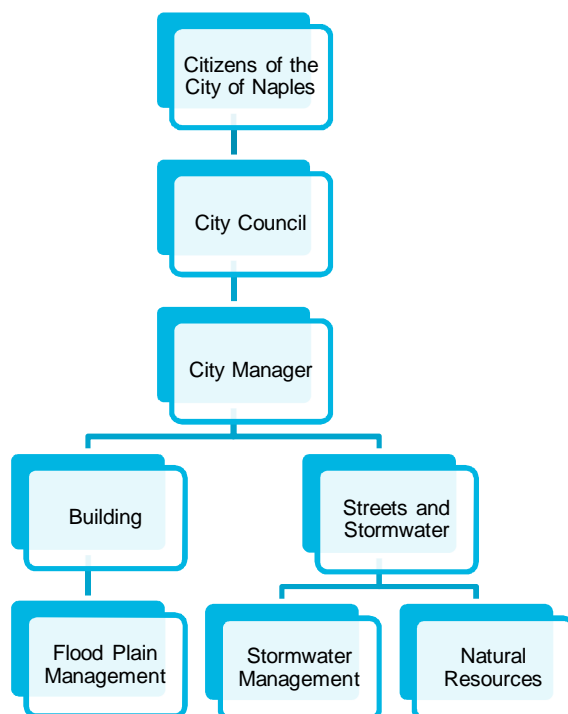 Citizens of the
City of Naples
City Council
City Manager
Building
Streets and
Stormwater
Flood Plain
Management
Stormwater
Management
Natural
Resources